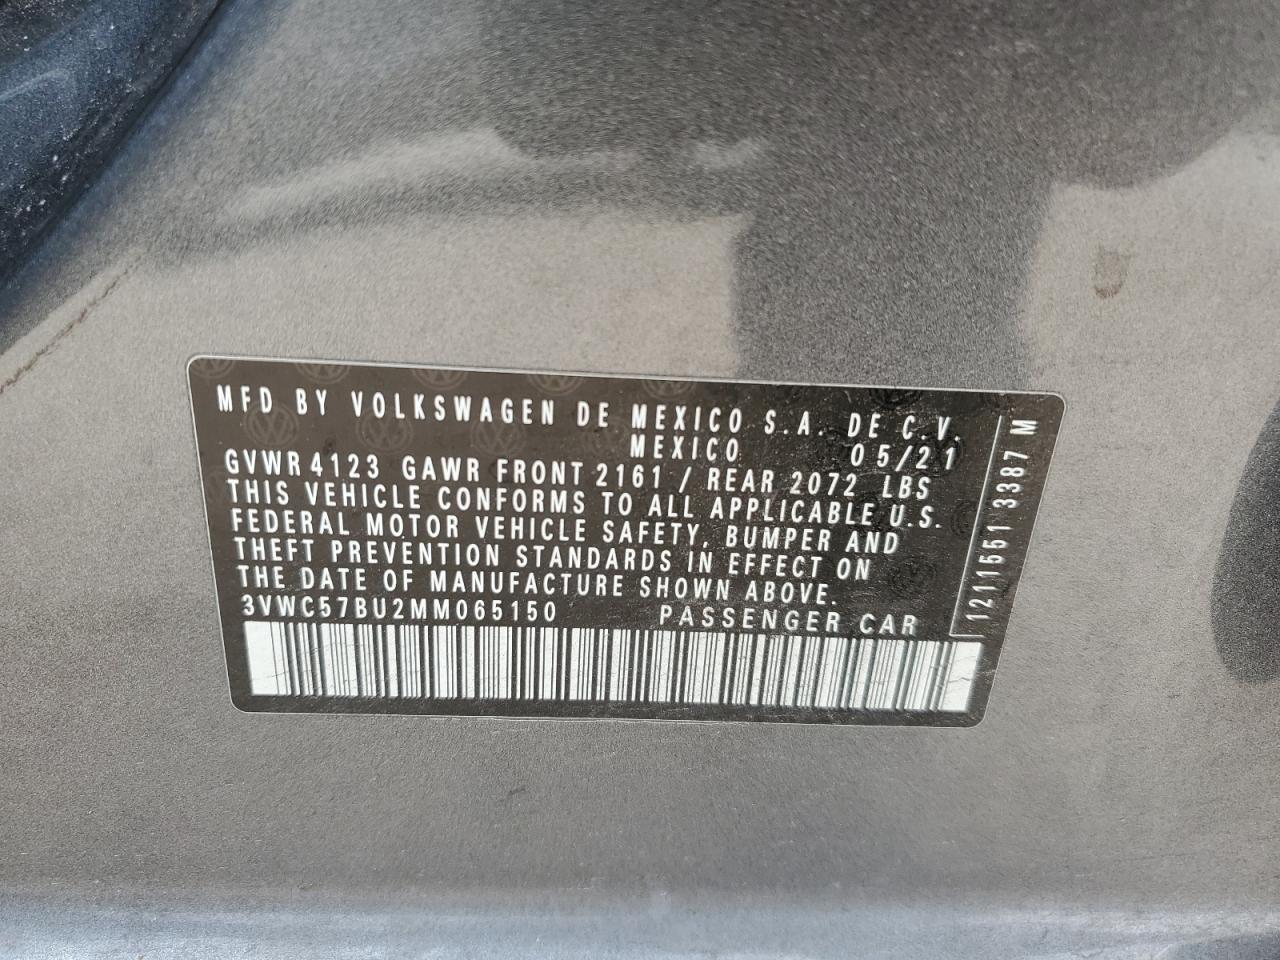 MFD BY VOLKSWAGEN DE MEXICO S.A. DE C.V.
MEXICO 05/21
GVWR 4123 GAWR FRONT 2161 / REAR 2072 LBS
THIS VEHICLE CONFORMS TO ALL APPLICABLE U.S.
FEDERAL MOTOR VEHICLE SAFETY, BUMPER AND
THEFT PREVENTION STANDARDS IN EFFECT ON
THE DATE OF MANUFACTURE SHOWN ABOVE.
3VWC57BU2MM065150 PASSENGER CAR
1211551 3387 M